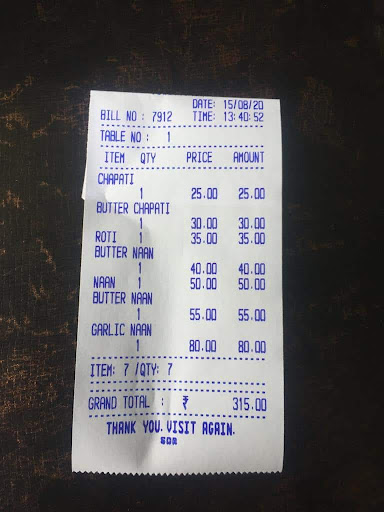 DATE: 15/08/20
BILL NO : 7912 TIME: 13:40:52
TABLE NO : 1
ITEM QTY PRICE AMOUNT
CHAPATI
1 25.00 25.00
BUTTER CHAPATI
1 30.00 30.00
ROTI 1 35.00 35.00
BUTTER NAAN
1 40.00 40.00
NAAN 1 50.00 50.00
BUTTER NAAN
1 55.00 55.00
GARLIC NAAN
1 80.00 80.00
ITEM: 7 /QTY: 7
GRAND TOTAL : ₹ 315.00
THANK YOU. VISIT AGAIN.